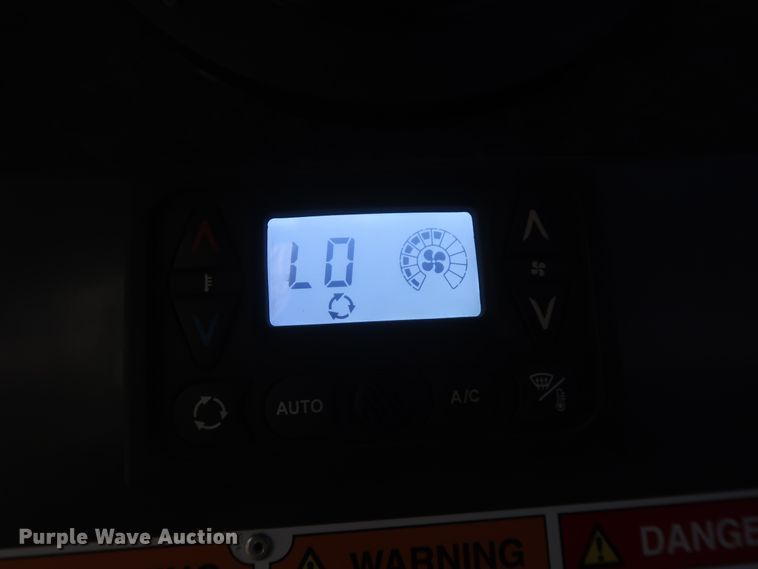 LO
AUTO
A/C
Purple Wave Auction
WARNING
DANGE